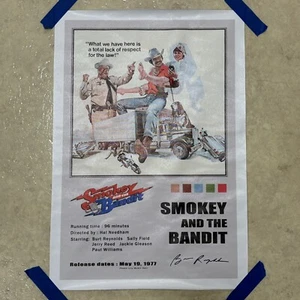 "What we have here is
a total lack of respect
for the law!"
Smokey
AND THE
Bandit
SMOKEY
AND THE
BANDIT
Running time : 96 minutes
Directed by : Hal Needham
Starring: Burt Reynolds Sally Field
Jerry Reed Jackie Gleason
Paul Williams
Release dates : May 19, 1977